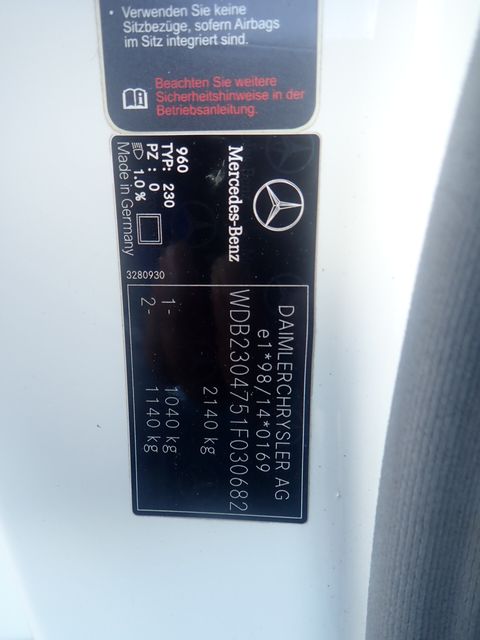 • Verwenden Sie keine
Sitzbezüge, sofern Airbags
im Sitz integriert sind.
Beachten Sie weitere
Sicherheitshinweise in der
Betriebsanleitung.
Mercedes-Benz
960
TYP: 230
PZ : 0
1.0 %
Made in Germany
3280930
DAIMLERCHRYSLER AG
e1*98/14*0169
WDB2304751F030682
2140 kg
1- 1040 kg
2- 1140 kg